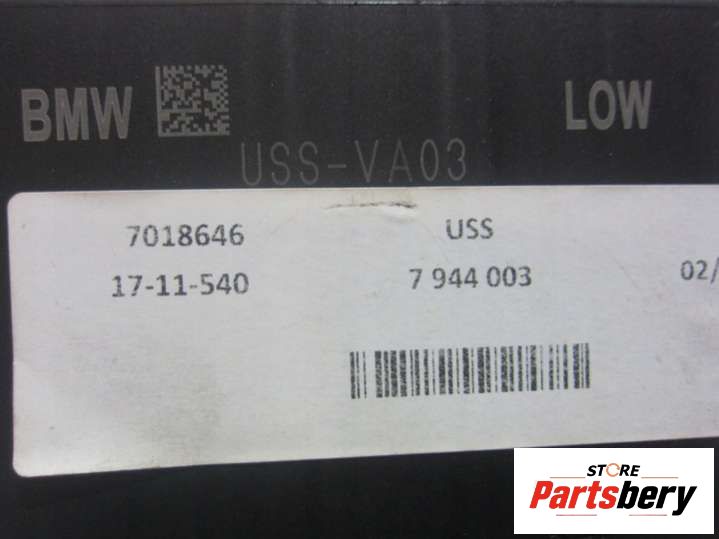 BMW LOW
USS-VA03
7018646 USS
17-11-540 7 944 003 02/
STORE
Partsbery